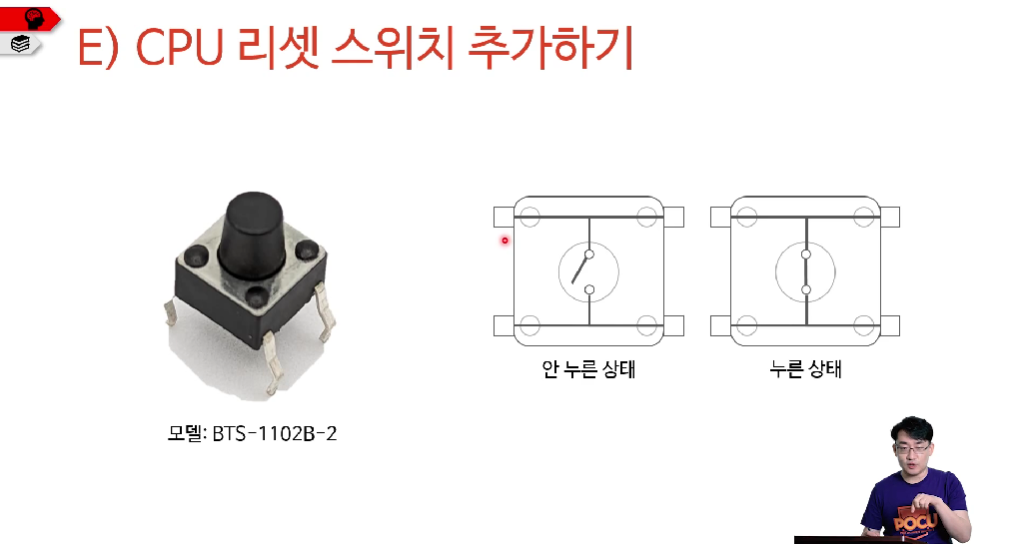 E) CPU 리셋 스위치 추가하기
안 누른 상태
누른 상태
모델: BTS-1102B-2
POCU